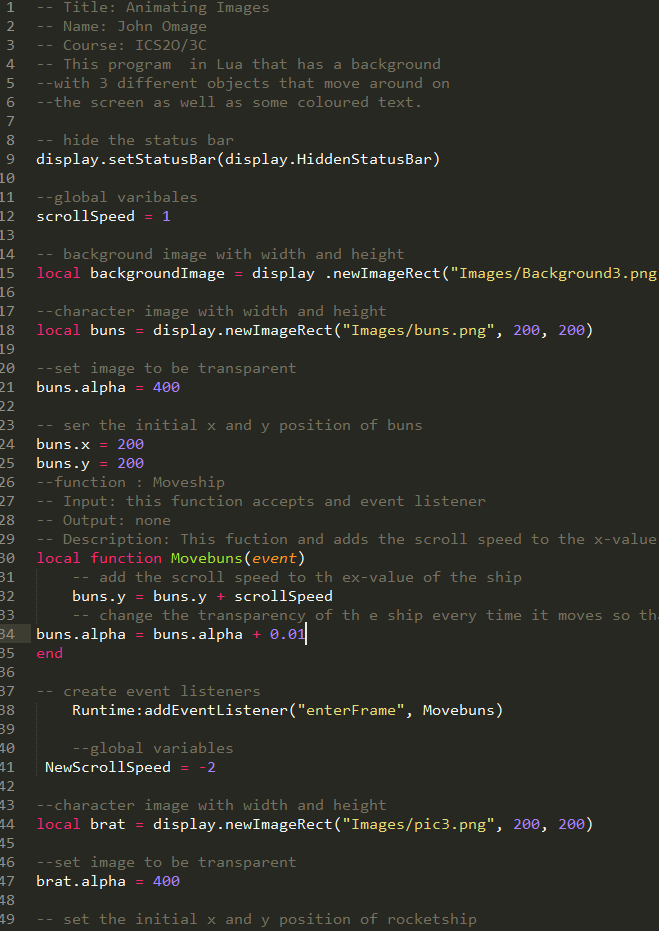 1 -- Title: Animating Images
2 -- Name: John Omage
3 -- Course: ICS2O/3C
4 -- This program  in Lua that has a background
5 --with 3 different objects that move around on
6 --the screen as well as some coloured text.
7
8 -- hide the status bar
9 display.setStatusBar(display.HiddenStatusBar)
10
11 --global varibales
12 scrollSpeed = 1
13
14 -- background image with width and height
15 local backgroundImage = display .newImageRect("Images/Background3.png
16
17 --character image with width and height
18 local buns = display.newImageRect("Images/buns.png", 200, 200)
19
20 --set image to be transparent
21 buns.alpha = 400
22
23 -- ser the initial x and y position of buns
24 buns.x = 200
25 buns.y = 200
26 --function : Moveship
27 -- Input: this function accepts and event listener
28 -- Output: none
29 -- Description: This fuction and adds the scroll speed to the x-value
30 local function Movebuns(event)
31 -- add the scroll speed to th ex-value of the ship
32 buns.y = buns.y + scrollSpeed
33 -- change the transparency of th e ship every time it moves so tha
34 buns.alpha = buns.alpha + 0.01
35 end
36
37 -- create event listeners
38 Runtime:addEventListener("enterFrame", Movebuns)
39
40 --global variables
41 NewScrollSpeed = -2
42
43 --character image with width and height
44 local brat = display.newImageRect("Images/pic3.png", 200, 200)
45
46 --set image to be transparent
47 brat.alpha = 400
48
49 -- set the initial x and y position of rocketship